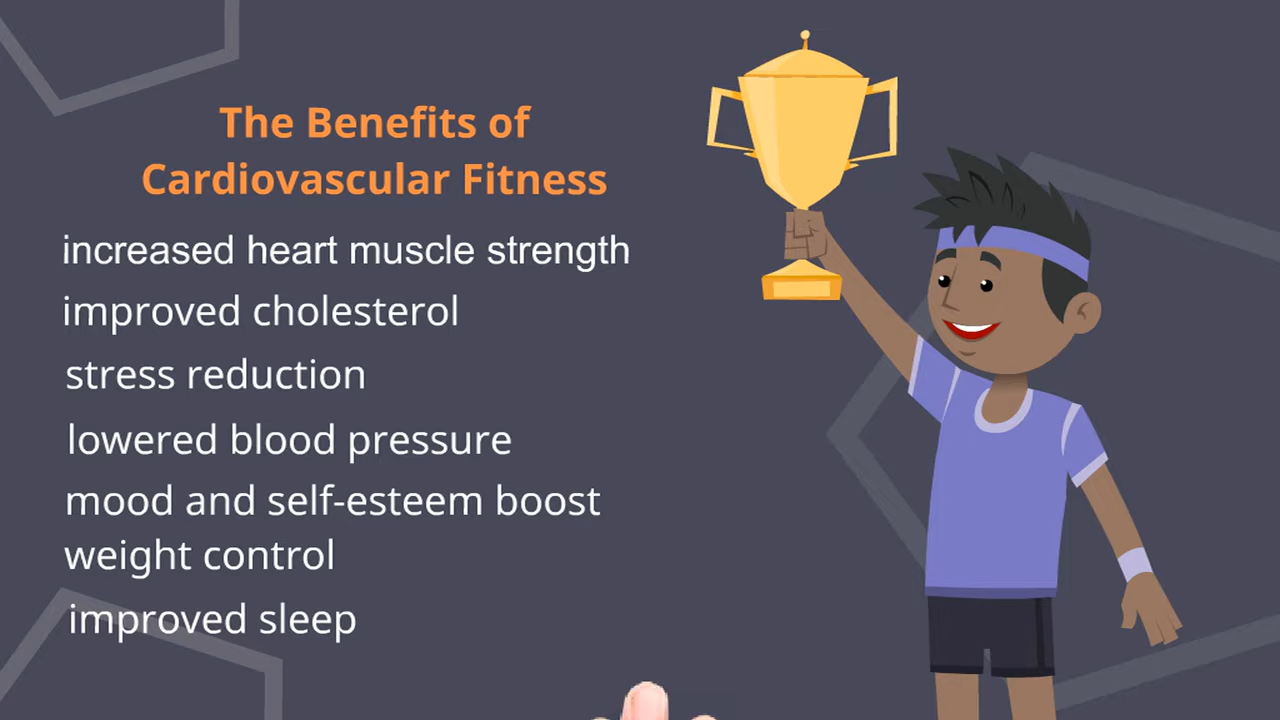 The Benefits of
Cardiovascular Fitness
increased heart muscle strength
improved cholesterol
stress reduction
lowered blood pressure
mood and self-esteem boost
weight control
improved sleep